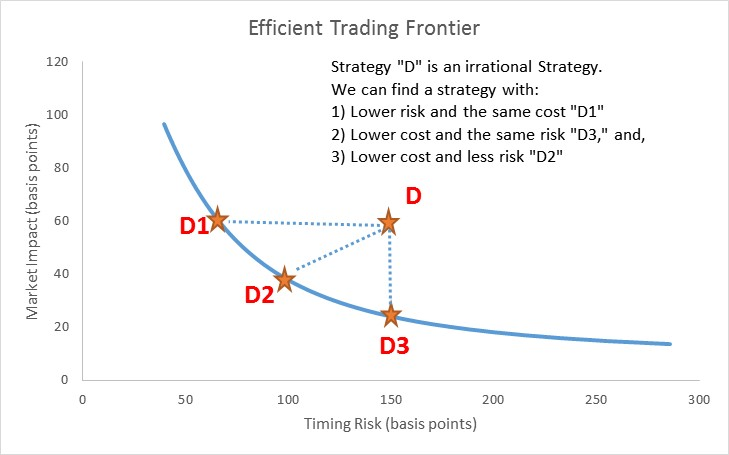 Efficient Trading Frontier
Strategy "D" is an irrational Strategy.
We can find a strategy with:
1) Lower risk and the same cost "D1"
2) Lower cost and the same risk "D3," and,
3) Lower cost and less risk "D2"
Market Impact (basis points)
120
100
80
60
40
20
0
D
D1
D2
D3
0
50
100
150
200
250
300
Timing Risk (basis points)